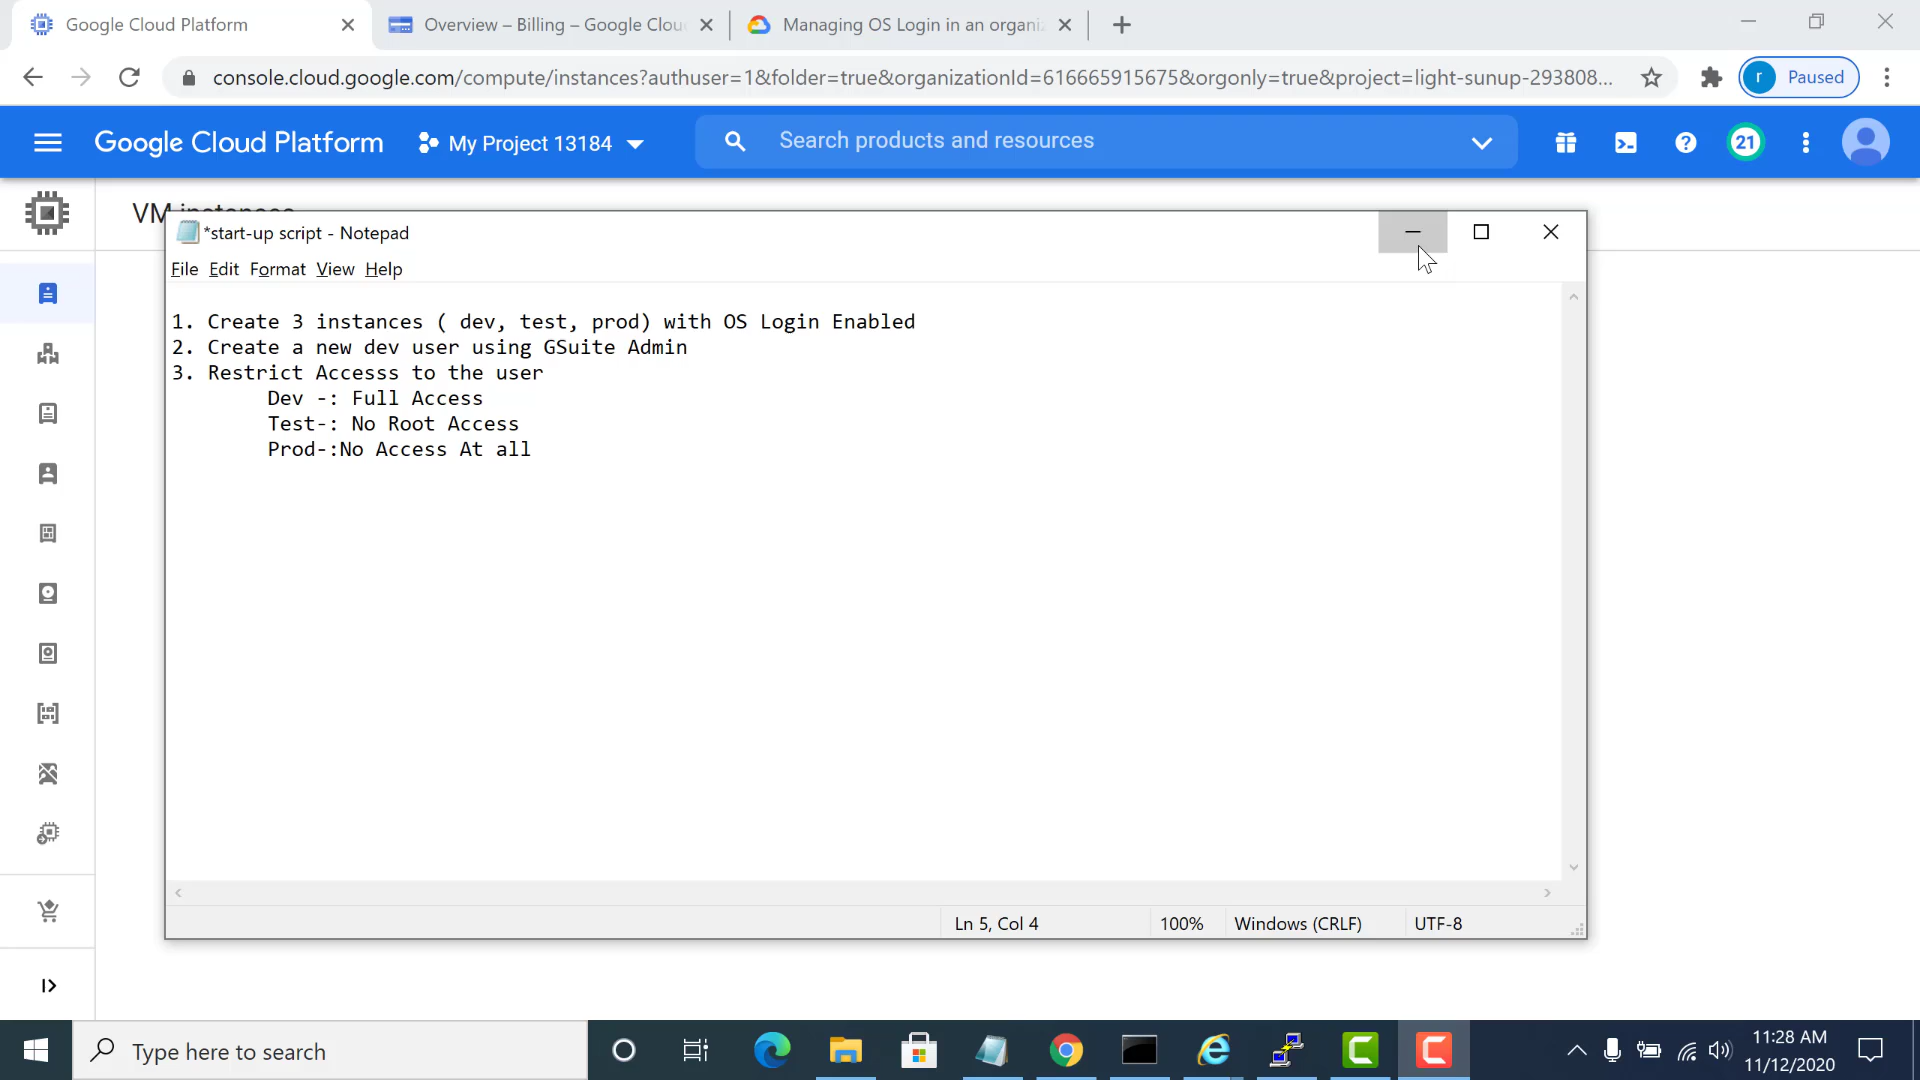 Google Cloud Platform
Overview – Billing – Google Clou
Managing OS Login in an organi
console.cloud.google.com/compute/instances?authuser=1&folder=true&organizationId=616665915675&orgonly=true&project=light-sunup-293808...
r Paused
Google Cloud Platform
My Project 13184
Search products and resources
21
VM instances
*start-up script - Notepad
File Edit Format View Help
1. Create 3 instances ( dev, test, prod) with OS Login Enabled
2. Create a new dev user using GSuite Admin
3. Restrict Accesss to the user
Dev -: Full Access
Test-: No Root Access
Prod-:No Access At all
Ln 5, Col 4
100%
Windows (CRLF)
UTF-8
Type here to search
11:28 AM
11/12/2020